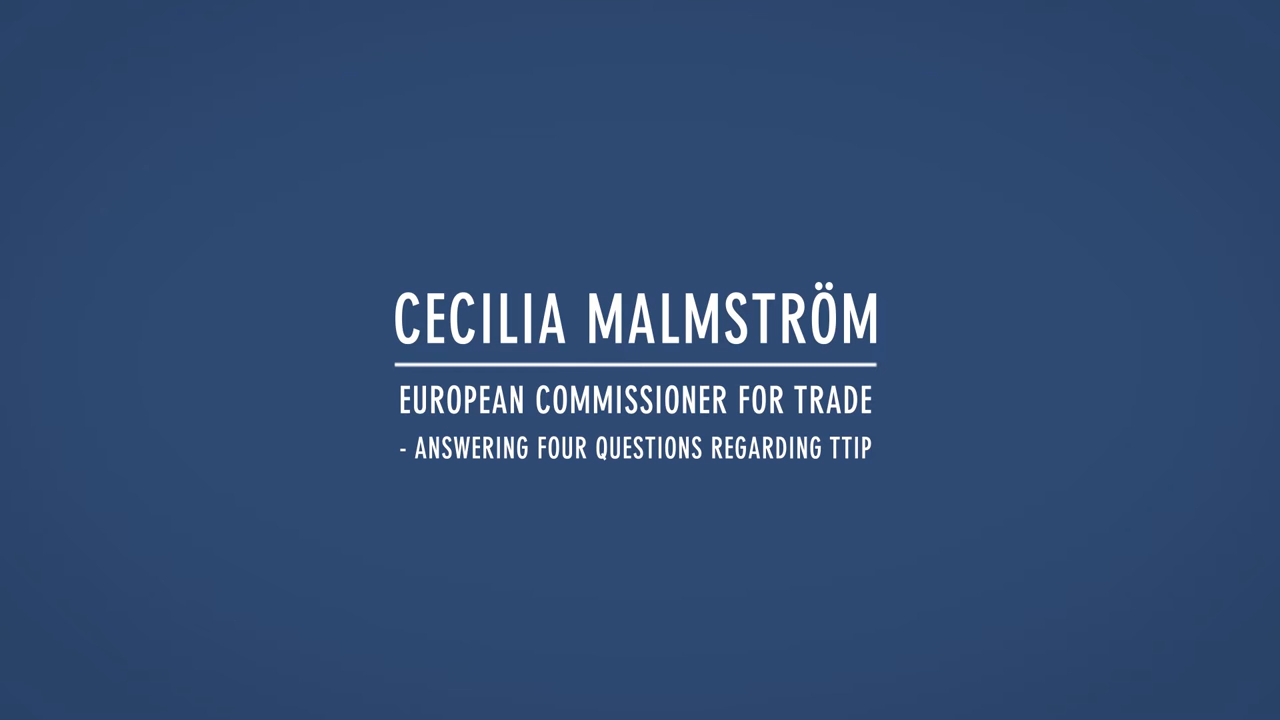 CECILIA MALMSTRÖM
EUROPEAN COMMISSIONER FOR TRADE
- ANSWERING FOUR QUESTIONS REGARDING TTIP